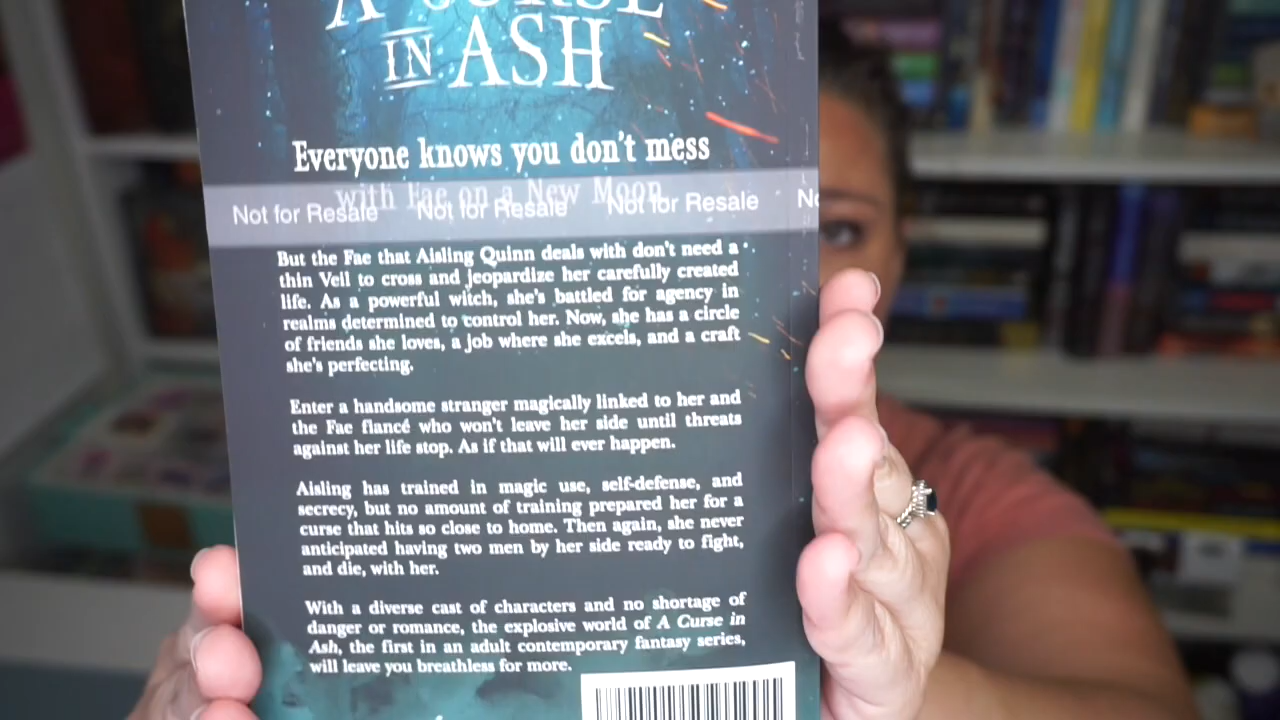 A CURSE
IN ASH
Everyone knows you don't mess
with Fae on a New Moon
Not for Resale Not for Resale Not for Resale
But the Fae that Aisling Quinn deals with don't need a
thin Veil to cross and jeopardize her carefully created
life. As a powerful witch, she's battled for agency in
realms determined to control her. Now, she has a circle
of friends she loves, a job where she excels, and a craft
she's perfecting.
Enter a handsome stranger magically linked to her and
the Fae fiancé who won't leave her side until threats
against her life stop. As if that will ever happen.
Aisling has trained in magic use, self-defense, and
secrecy, but no amount of training prepared her for a
curse that hits so close to home. Then again, she never
anticipated having two men by her side ready to fight,
and die, with her.
With a diverse cast of characters and no shortage of
danger or romance, the explosive world of A Curse in
Ash, the first in an adult contemporary fantasy series,
will leave you breathless for more.